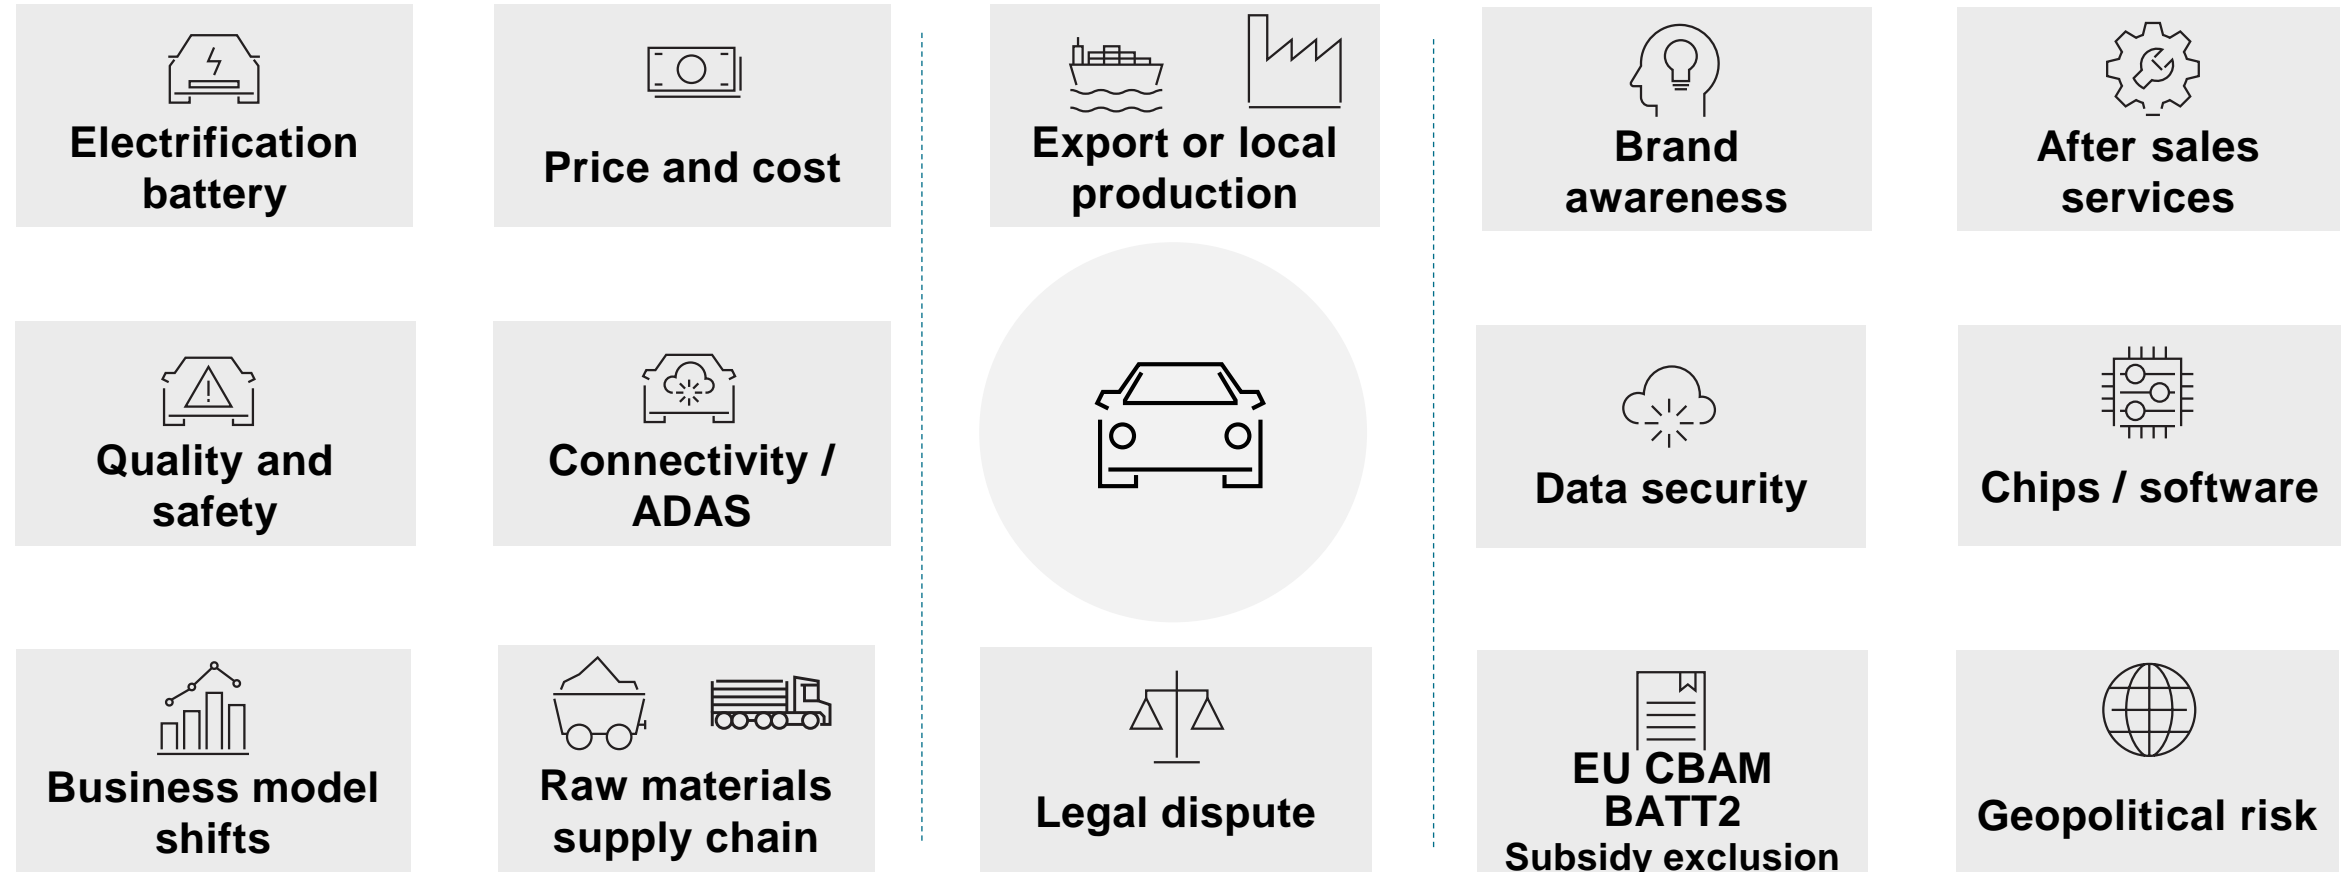 Electrification
battery
Price and cost
Export or local
production
Brand
awareness
After sales
services
Quality and
safety
Connectivity /
ADAS
Data security
Chips / software
Business model
shifts
Raw materials
supply chain
Legal dispute
EU CBAM
BATT2
Subsidy exclusion
Geopolitical risk